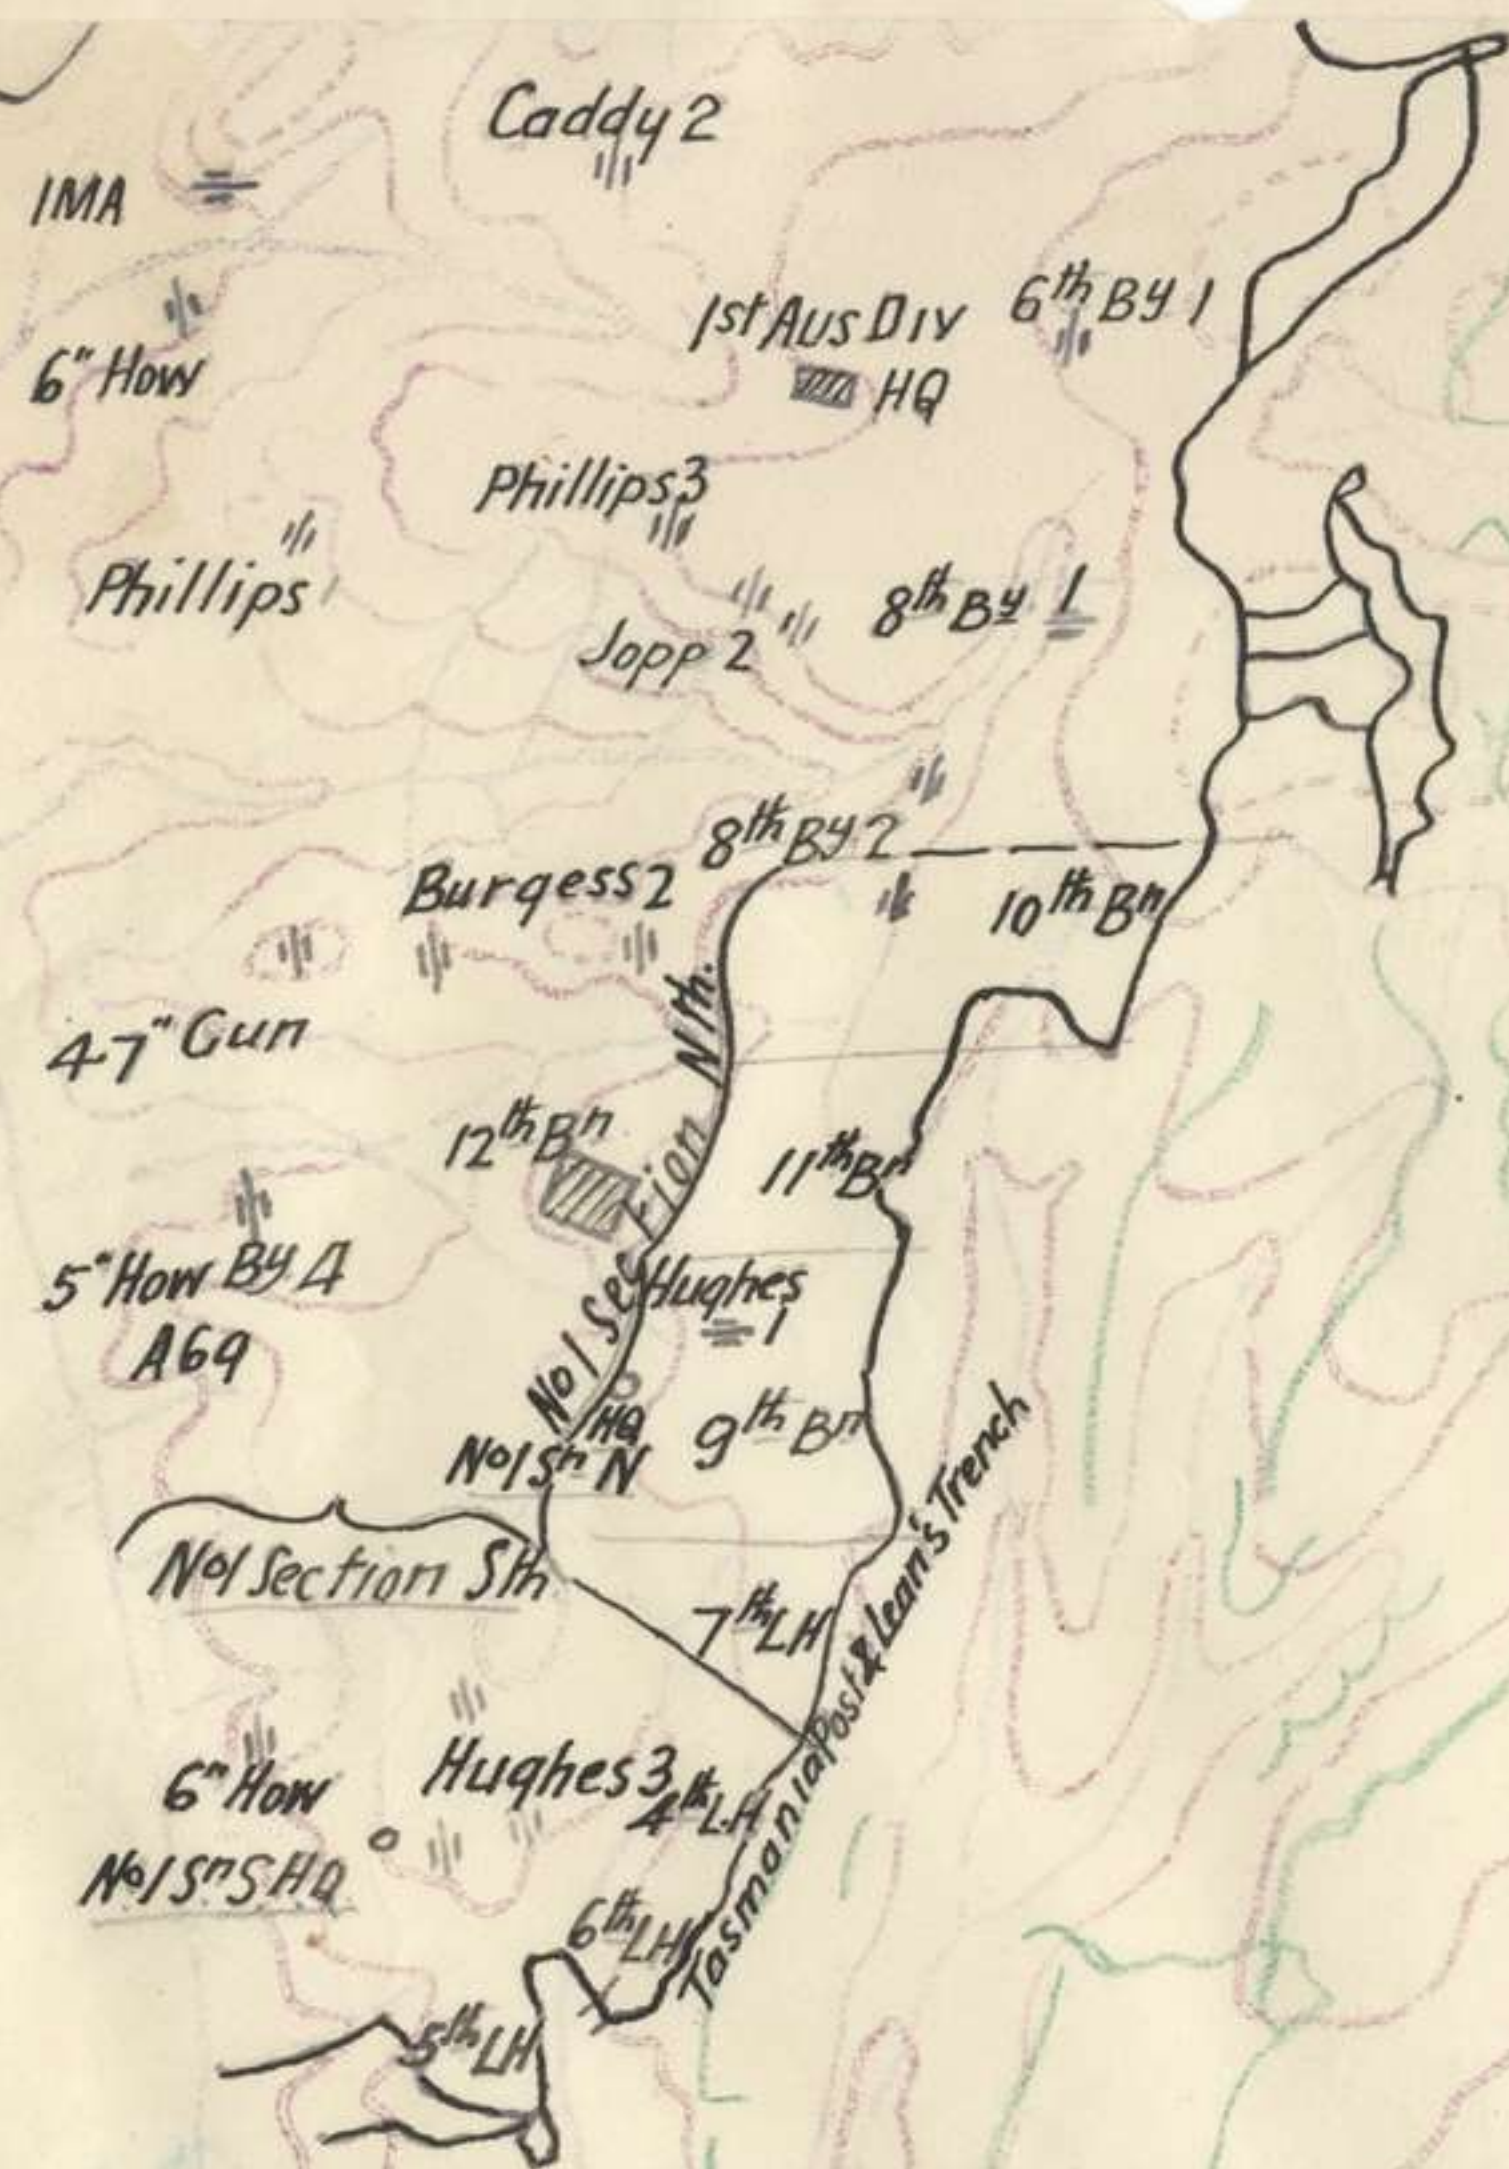 Caddy 2
IMA
6th By 1
1st Aus Div
HQ
6" How
Phillips 3
Phillips
8th By 1
Jopp 2
8th By 2
Burgess 2
10th Bn
4.7" Gun
12th Bn
11th Bn
No 1 Section Nth.
5" How By 4
A69
Hughes
1
HQ
No 1 Sn N
9th Bn
No 1 Section Sth
7th LH
Tasmania Post & Lean's Trench
6" How
Hughes 3
4th L.H
No 1 Sn S HQ
6th LH
5th LH